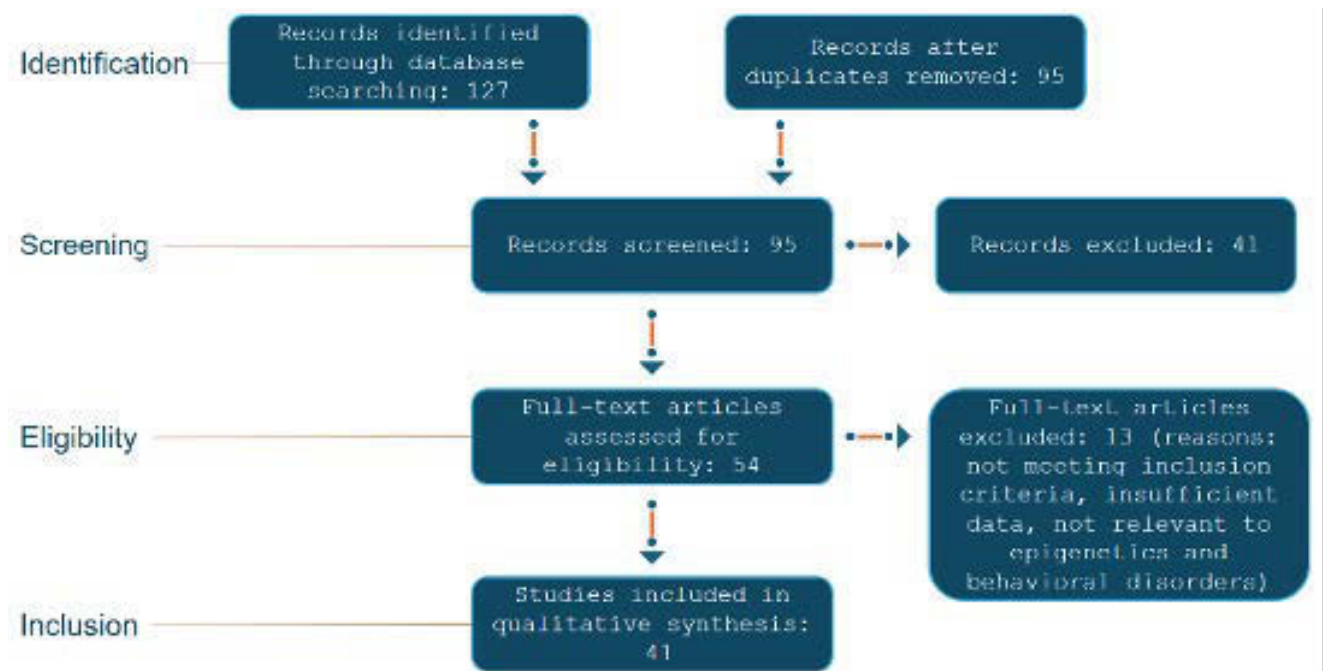 Identification
Records identified
through database
searching: 127
Records after
duplicates removed: 95
Screening
Records screened: 95
Records excluded: 41
Eligibility
Full-text articles
assessed for
eligibility: 54
Full-text articles
excluded: 13 (reasons:
not meeting inclusion
criteria, insufficient
data, not relevant to
epigenetics and
behavioral disorders)
Inclusion
Studies included in
qualitative synthesis:
41